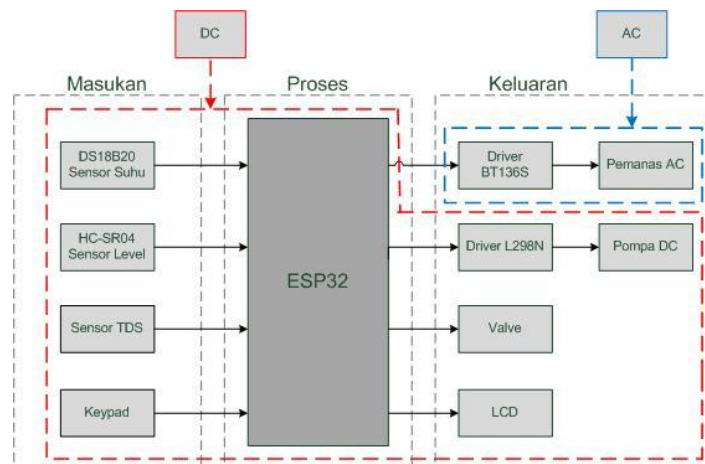 DC
AC
Masukan
Proses
Keluaran
DS18B20
Sensor Suhu
HC-SR04
Sensor Level
Sensor TDS
Keypad
ESP32
Driver
BT136S
Pemanas AC
Driver L298N
Pompa DC
Valve
LCD